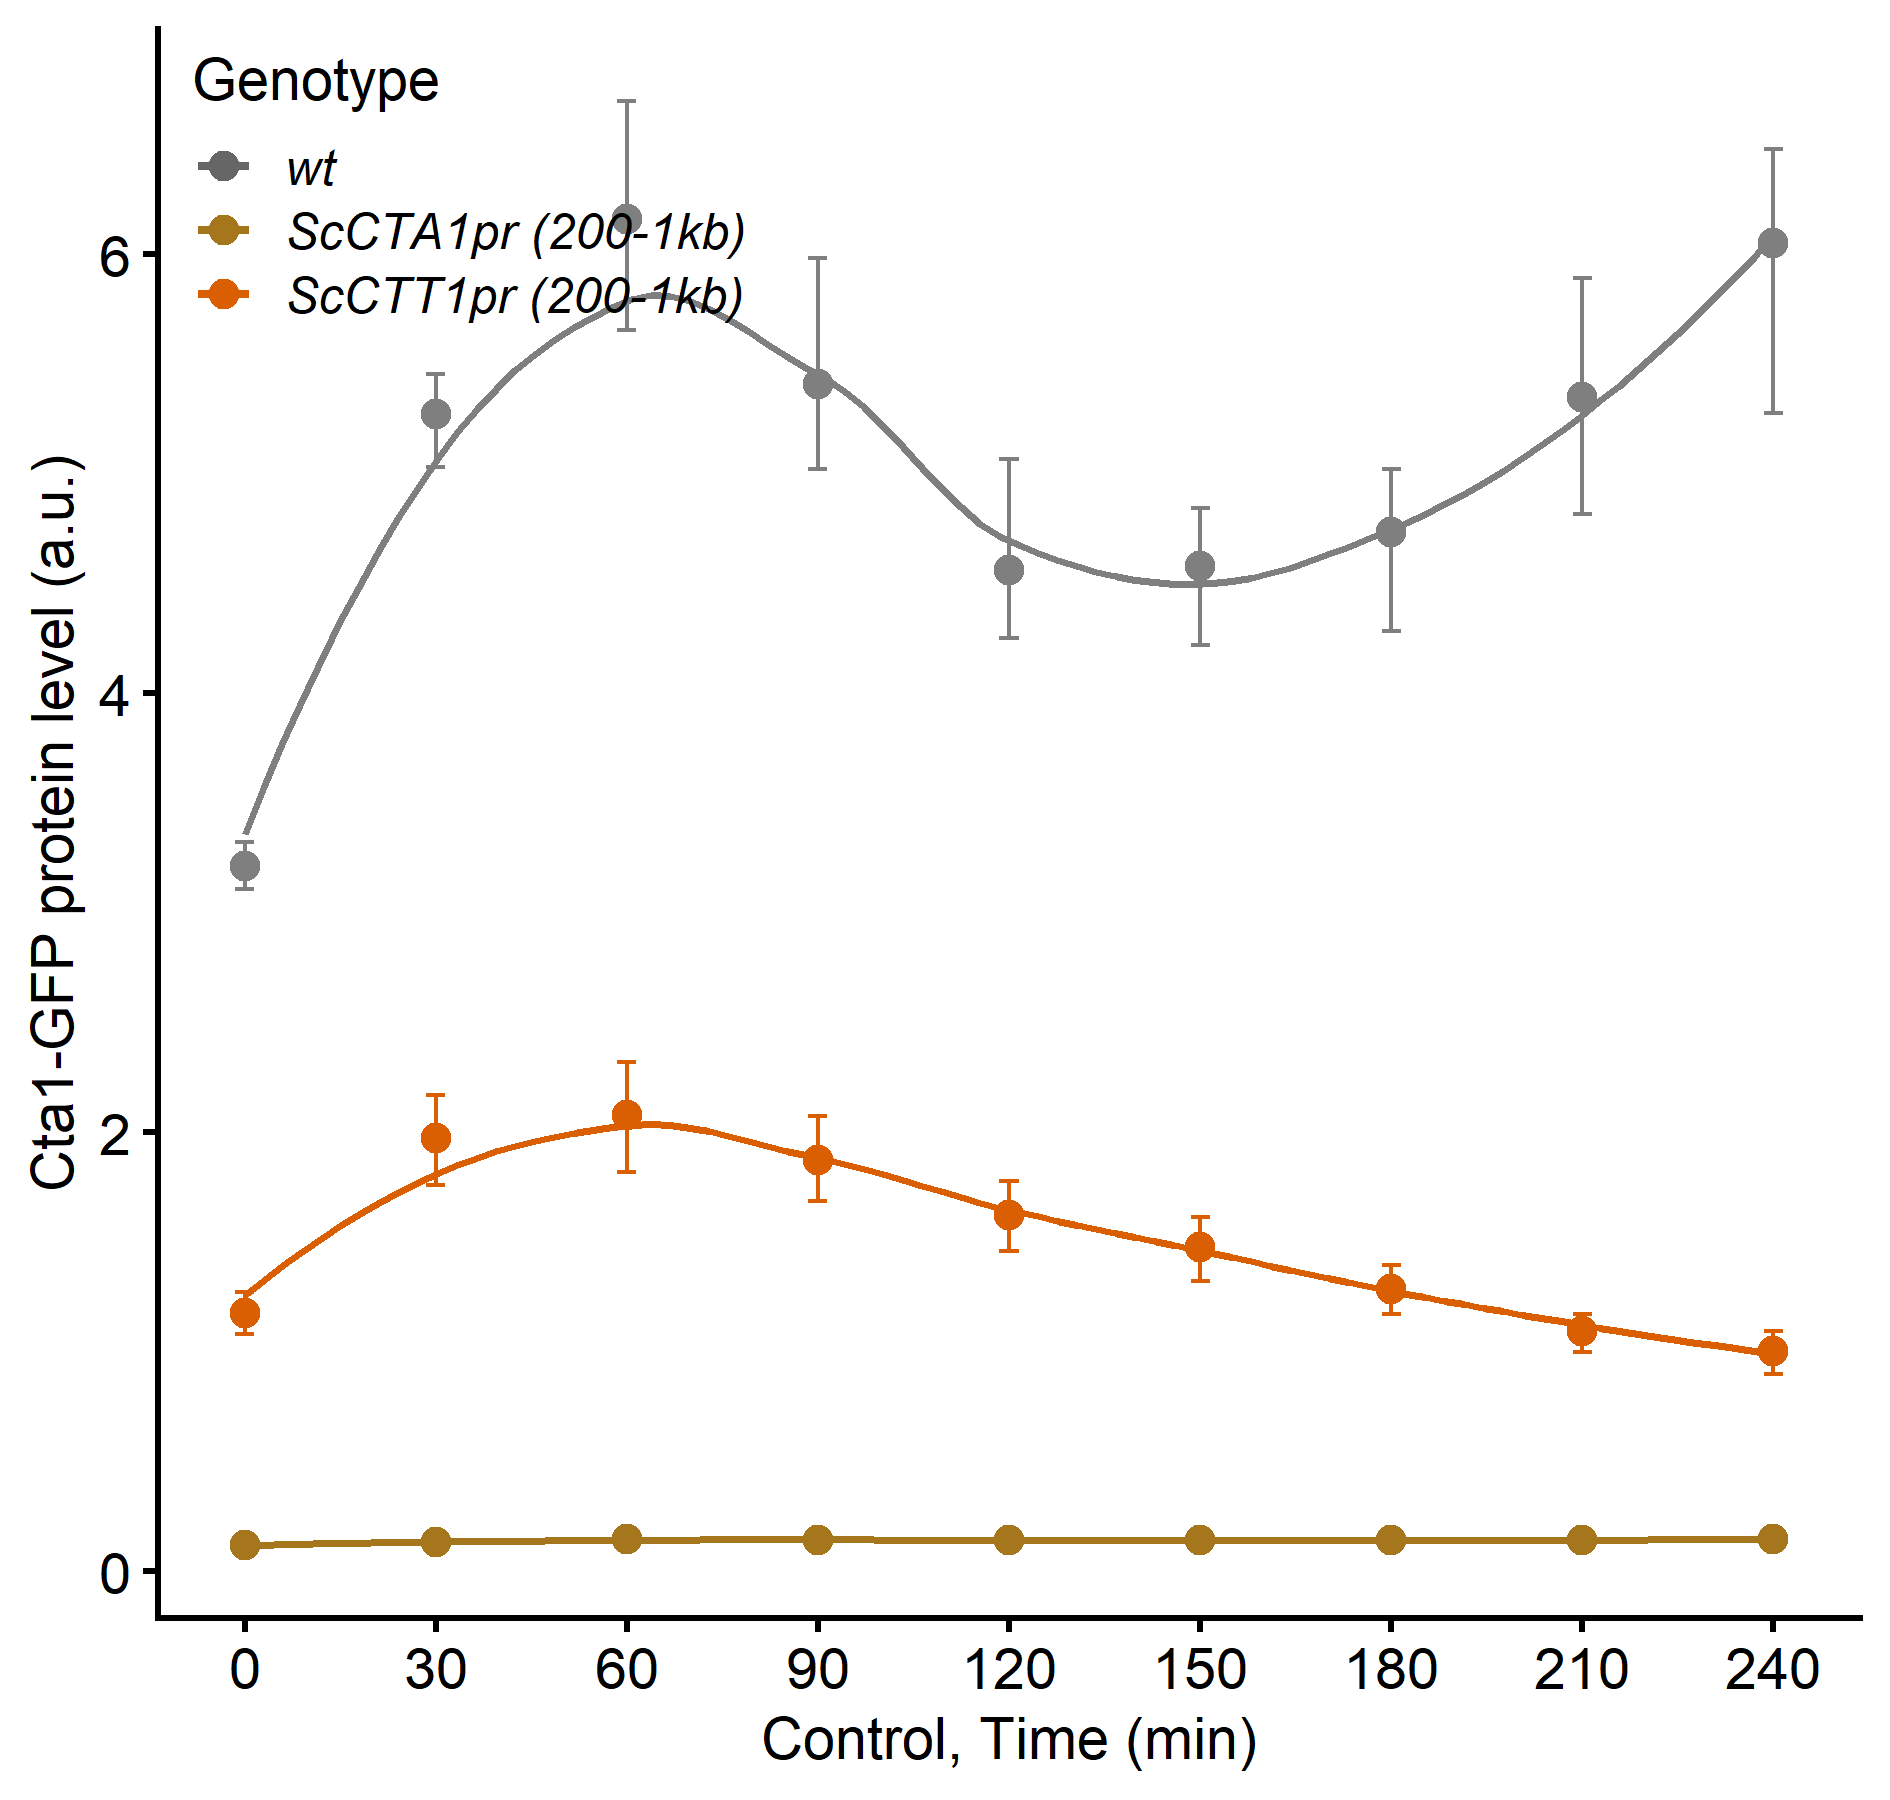 Genotype
wt
ScCTA1pr (200-1kb)
ScCTT1pr (200-1kb)
Cta1-GFP protein level (a.u.)
6
4
2
0
0 30 60 90 120 150 180 210 240
Control, Time (min)